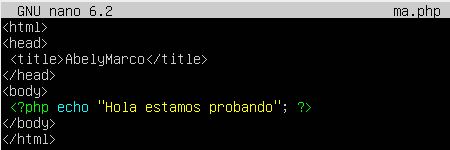 GNU nano 6.2 ma.php
<html>
<head>
<title>AbelyMarco</title>
</head>
<body>
<?php echo "Hola estamos probando"; ?>
</body>
</html>